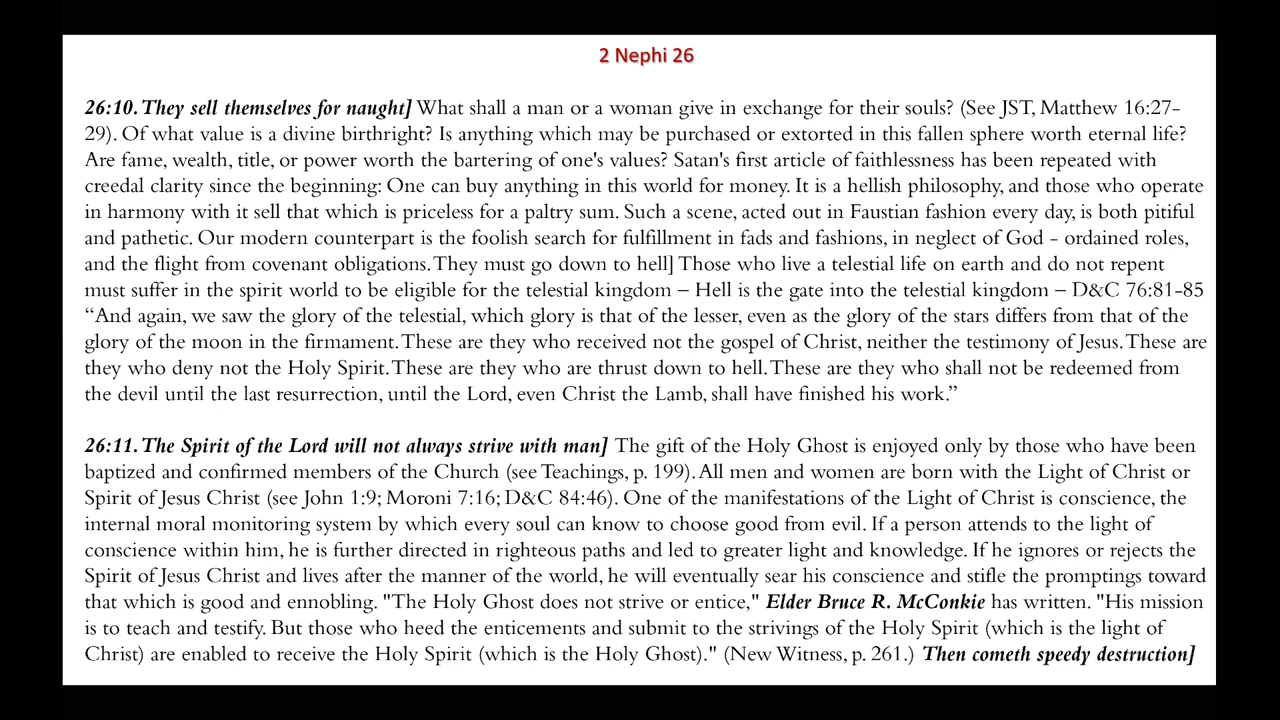 2 Nephi 26
26:10. They sell themselves for naught] What shall a man or a woman give in exchange for their souls? (See JST, Matthew 16:27-
29). Of what value is a divine birthright? Is anything which may be purchased or extorted in this fallen sphere worth eternal life?
Are fame, wealth, title, or power worth the bartering of one's values? Satan's first article of faithlessness has been repeated with
creedal clarity since the beginning: One can buy anything in this world for money. It is a hellish philosophy, and those who operate
in harmony with it sell that which is priceless for a paltry sum. Such a scene, acted out in Faustian fashion every day, is both pitiful
and pathetic. Our modern counterpart is the foolish search for fulfillment in fads and fashions, in neglect of God - ordained roles,
and the flight from covenant obligations. They must go down to hell] Those who live a telestial life on earth and do not repent
must suffer in the spirit world to be eligible for the telestial kingdom – Hell is the gate into the telestial kingdom – D&C 76:81-85
“And again, we saw the glory of the telestial, which glory is that of the lesser, even as the glory of the stars differs from that of the
glory of the moon in the firmament. These are they who received not the gospel of Christ, neither the testimony of Jesus. These are
they who deny not the Holy Spirit. These are they who are thrust down to hell. These are they who shall not be redeemed from
the devil until the last resurrection, until the Lord, even Christ the Lamb, shall have finished his work.”
26:11. The Spirit of the Lord will not always strive with man] The gift of the Holy Ghost is enjoyed only by those who have been
baptized and confirmed members of the Church (see Teachings, p. 199). All men and women are born with the Light of Christ or
Spirit of Jesus Christ (see John 1:9; Moroni 7:16; D&C 84:46). One of the manifestations of the Light of Christ is conscience, the
internal moral monitoring system by which every soul can know to choose good from evil. If a person attends to the light of
conscience within him, he is further directed in righteous paths and led to greater light and knowledge. If he ignores or rejects the
Spirit of Jesus Christ and lives after the manner of the world, he will eventually sear his conscience and stifle the promptings toward
that which is good and ennobling. "The Holy Ghost does not strive or entice," Elder Bruce R. McConkie has written. "His mission
is to teach and testify. But those who heed the enticements and submit to the strivings of the Holy Spirit (which is the light of
Christ) are enabled to receive the Holy Spirit (which is the Holy Ghost)." (New Witness, p. 261.) Then cometh speedy destruction]